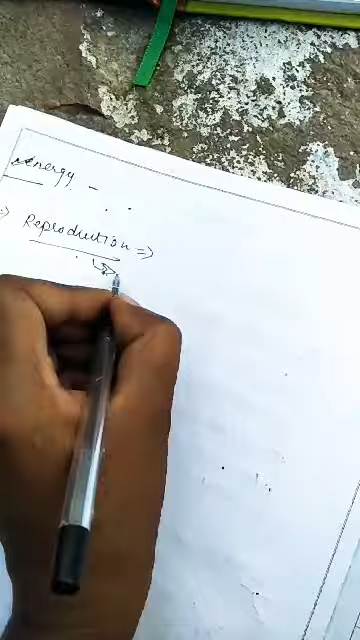 energy -
=> Reproduction =>